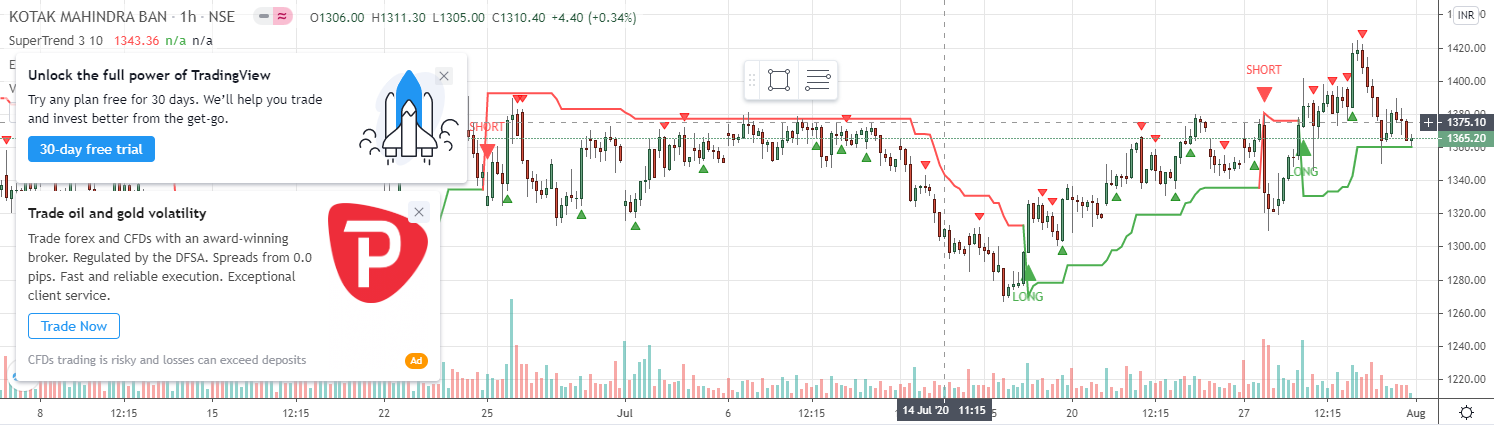 KOTAK MAHINDRA BAN · 1h · NSE O1306.00 H1311.30 L1305.00 C1310.40 +4.40 (+0.34%)
SuperTrend 3 10 1343.36 n/a n/a
E
V
Unlock the full power of TradingView
Try any plan free for 30 days. We'll help you trade
and invest better from the get-go.
30-day free trial
Trade oil and gold volatility
Trade forex and CFDs with an award-winning
broker. Regulated by the DFSA. Spreads from 0.0
pips. Fast and reliable execution. Exceptional
client service.
Trade Now
CFDs trading is risky and losses can exceed deposits
Ad
P
SHORT
LONG
SHORT
LONG
INR
1420.00
1400.00
1375.10
1365.20
1340.00
1320.00
1300.00
1280.00
1260.00
1240.00
1220.00
8 12:15 15 12:15 22 12:15 25 Jul 6 12:15 14 Jul '20 11:15 20 12:15 27 12:15 Aug